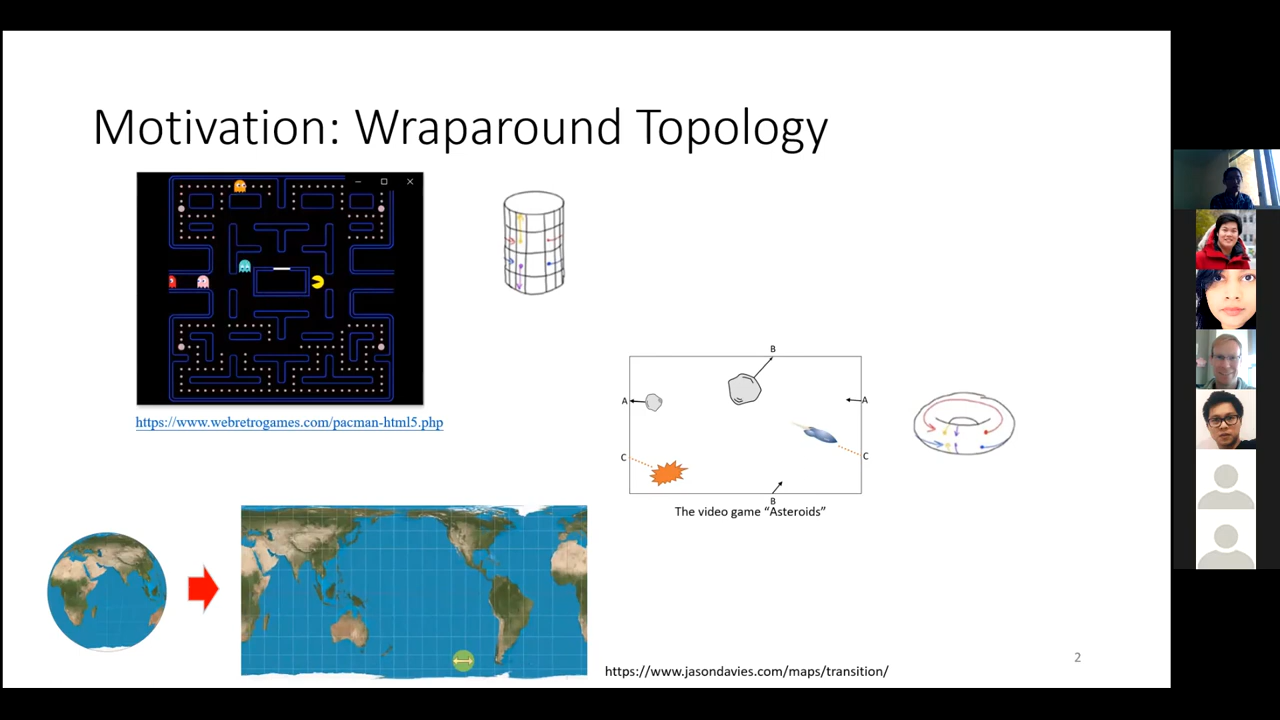 Motivation: Wraparound Topology
https://www.webretrogames.com/pacman-html5.php
B
A
A
C
C
B
The video game “Asteroids”
https://www.jasondavies.com/maps/transition/
2